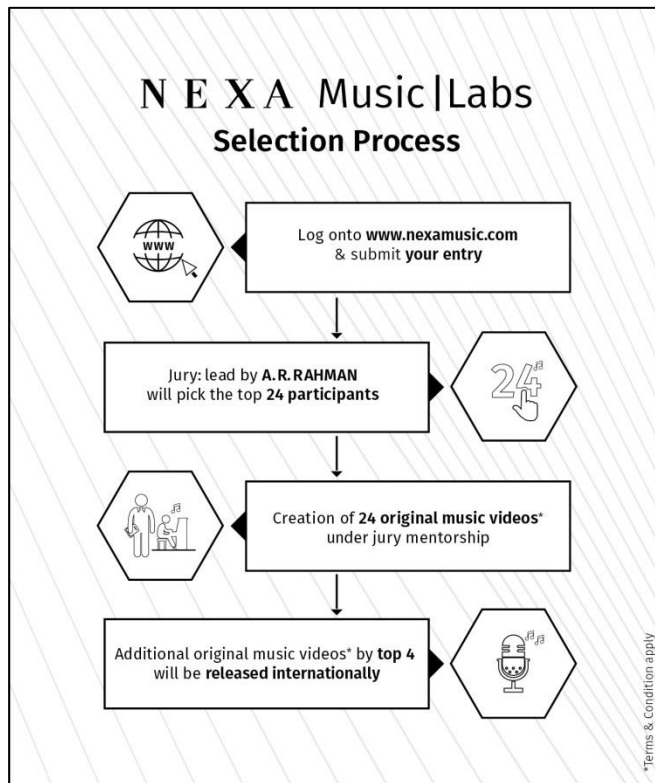 NEXA Music|Labs
Selection Process
www
Log onto www.nexamusic.com
& submit your entry
Jury: lead by A.R.RAHMAN
will pick the top 24 participants
24
Creation of 24 original music videos*
under jury mentorship
Additional original music videos* by top 4
will be released internationally
*Terms & Condition apply